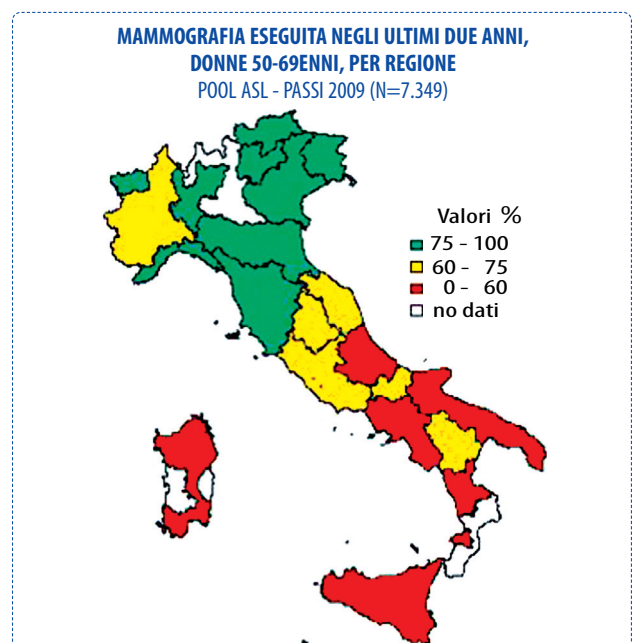 MAMMOGRAFIA ESEGUITA NEGLI ULTIMI DUE ANNI,
DONNE 50-69ENNI, PER REGIONE
POOL ASL - PASSI 2009 (N=7.349)
Valori %
75 - 100
60 - 75
0 - 60
no dati